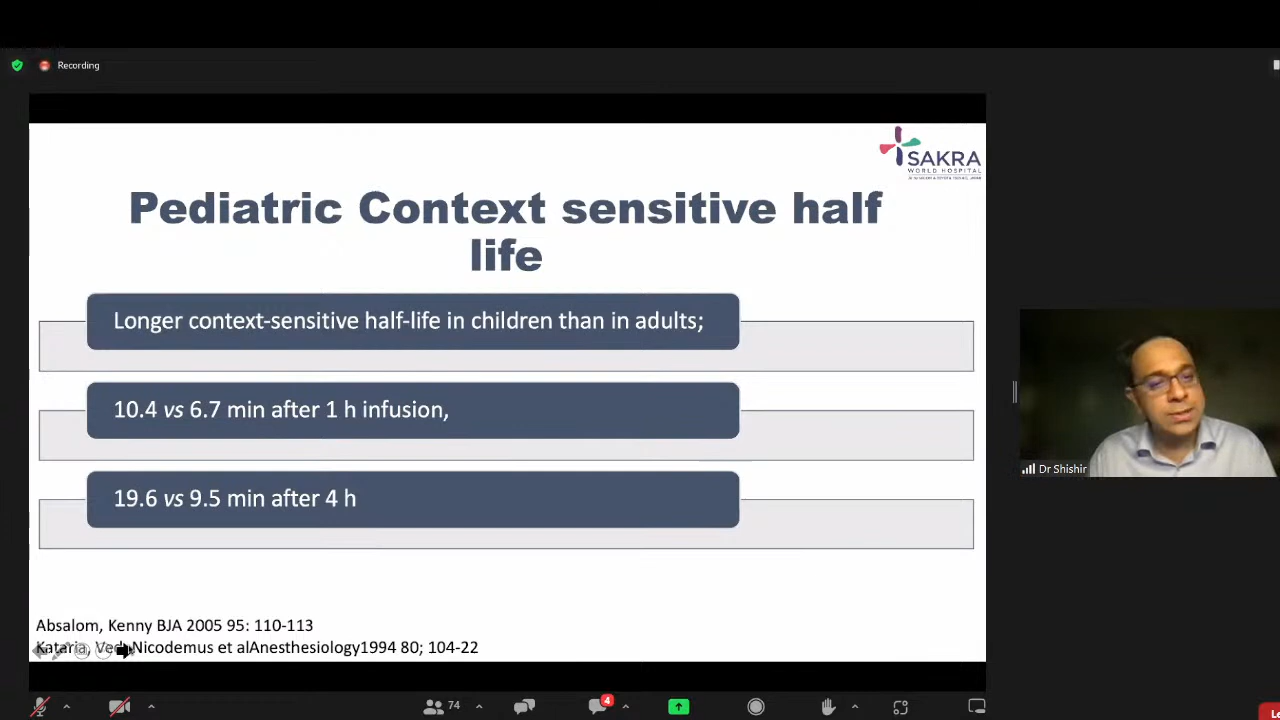 Recording
SAKRA
WORLD HOSPITAL
Pediatric Context sensitive half
life
Longer context-sensitive half-life in children than in adults;
10.4 vs 6.7 min after 1 h infusion,
19.6 vs 9.5 min after 4 h
Absalom, Kenny BJA 2005 95: 110-113
Kataria, Ved, Nicodemus et alAnesthesiology1994 80; 104-22
Dr Shishir
74
4